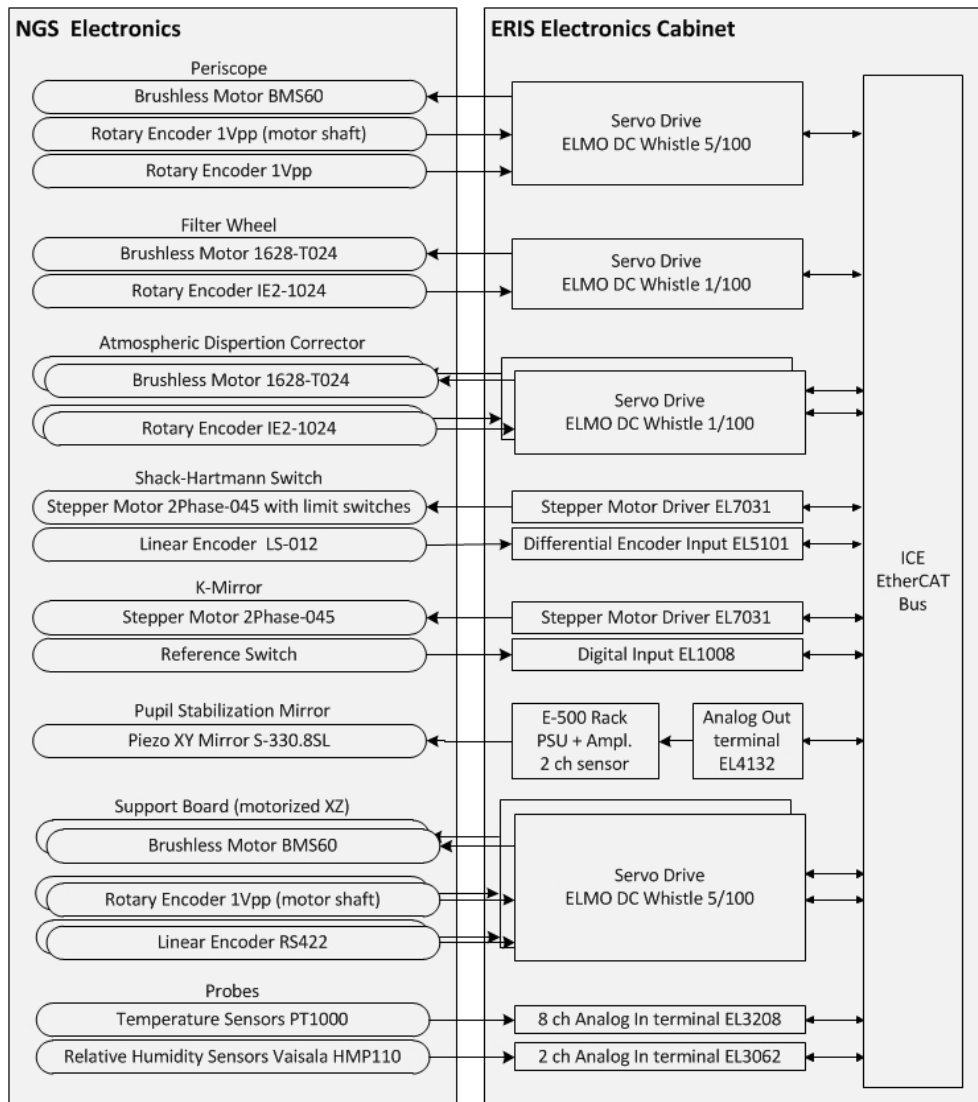 NGS  Electronics
ERIS Electronics Cabinet
Periscope
Brushless Motor BMS60
Rotary Encoder 1Vpp (motor shaft)
Rotary Encoder 1Vpp
Servo Drive
ELMO DC Whistle 5/100
Filter Wheel
Brushless Motor 1628-T024
Rotary Encoder IE2-1024
Servo Drive
ELMO DC Whistle 1/100
Atmospheric Dispertion Corrector
Brushless Motor 1628-T024
Rotary Encoder IE2-1024
Servo Drive
ELMO DC Whistle 1/100
Shack-Hartmann Switch
Stepper Motor 2Phase-045 with limit switches
Stepper Motor Driver EL7031
Linear Encoder  LS-012
Differential Encoder Input EL5101
ICE
EtherCAT
Bus
K-Mirror
Stepper Motor 2Phase-045
Stepper Motor Driver EL7031
Reference Switch
Digital Input EL1008
Pupil Stabilization Mirror
Piezo XY Mirror S-330.8SL
E-500 Rack
PSU + Ampl.
2 ch sensor
Analog Out
terminal
EL4132
Support Board (motorized XZ)
Brushless Motor BMS60
Rotary Encoder 1Vpp (motor shaft)
Linear Encoder RS422
Servo Drive
ELMO DC Whistle 5/100
Probes
Temperature Sensors PT1000
8 ch Analog In terminal EL3208
Relative Humidity Sensors Vaisala HMP110
2 ch Analog In terminal EL3062